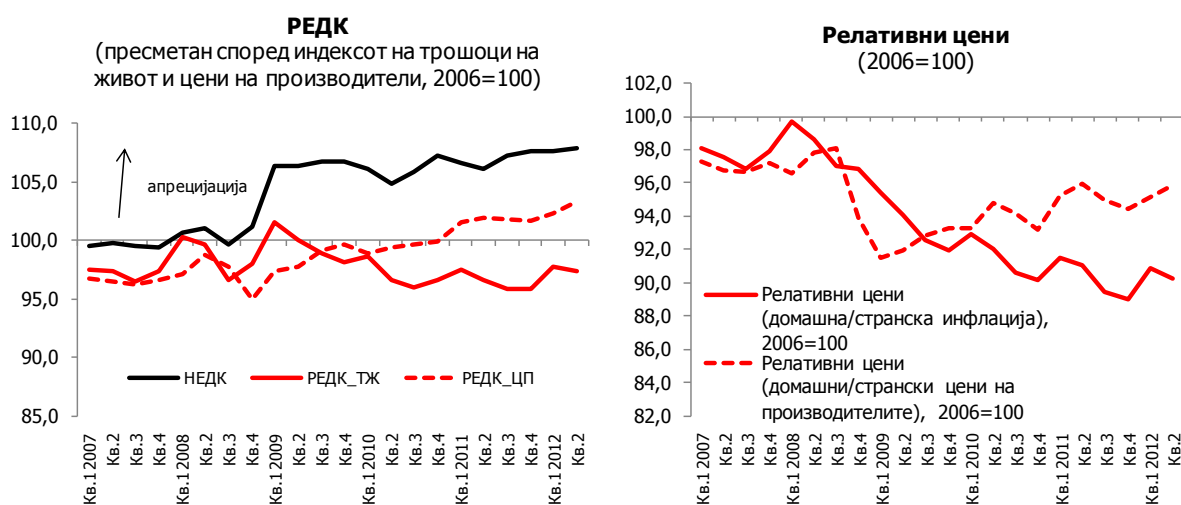 РЕДК
(пресметан според индексот на трошоци на
живот и цени на производители, 2006=100)
110,0
105,0
100,0
95,0
90,0
85,0
апрецијација
НЕДК
РЕДК_ТЖ
РЕДК_ЦП
Кв.1 2007
Кв.2
Кв.3
Кв.4
Кв.1 2008
Кв.2
Кв.3
Кв.4
Кв.1 2009
Кв.2
Кв.3
Кв.4
Кв.1 2010
Кв.2
Кв.3
Кв.4
Кв.1 2011
Кв.2
Кв.3
Кв.4
Кв.1 2012
Кв.2
Релативни цени
(2006=100)
102,0
100,0
98,0
96,0
94,0
92,0
90,0
88,0
86,0
84,0
82,0
Релативни цени
(домашна/странска инфлација),
2006=100
Релативни цени
(домашни/странски цени на
производителите), 2006=100
Кв.1 2007
Кв.2
Кв.3
Кв.4
Кв.1 2008
Кв.2
Кв.3
Кв.4
Кв.1 2009
Кв.2
Кв.3
Кв.4
Кв.1 2010
Кв.2
Кв.3
Кв.4
Кв.1 2011
Кв.2
Кв.3
Кв.4
Кв.1 2012
Кв.2